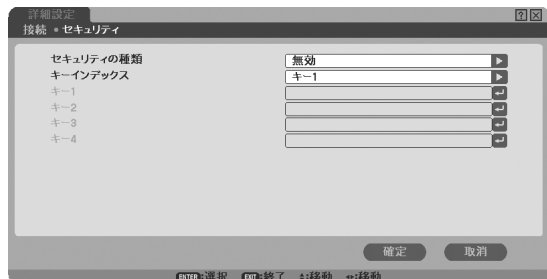 詳細設定
接続 • セキュリティ
セキュリティの種類 無効
キーインデックス キー1
キー1
キー2
キー3
キー4
確定 取消
ENTER:選択 EXIT:終了 ♦:移動 ⬌:移動